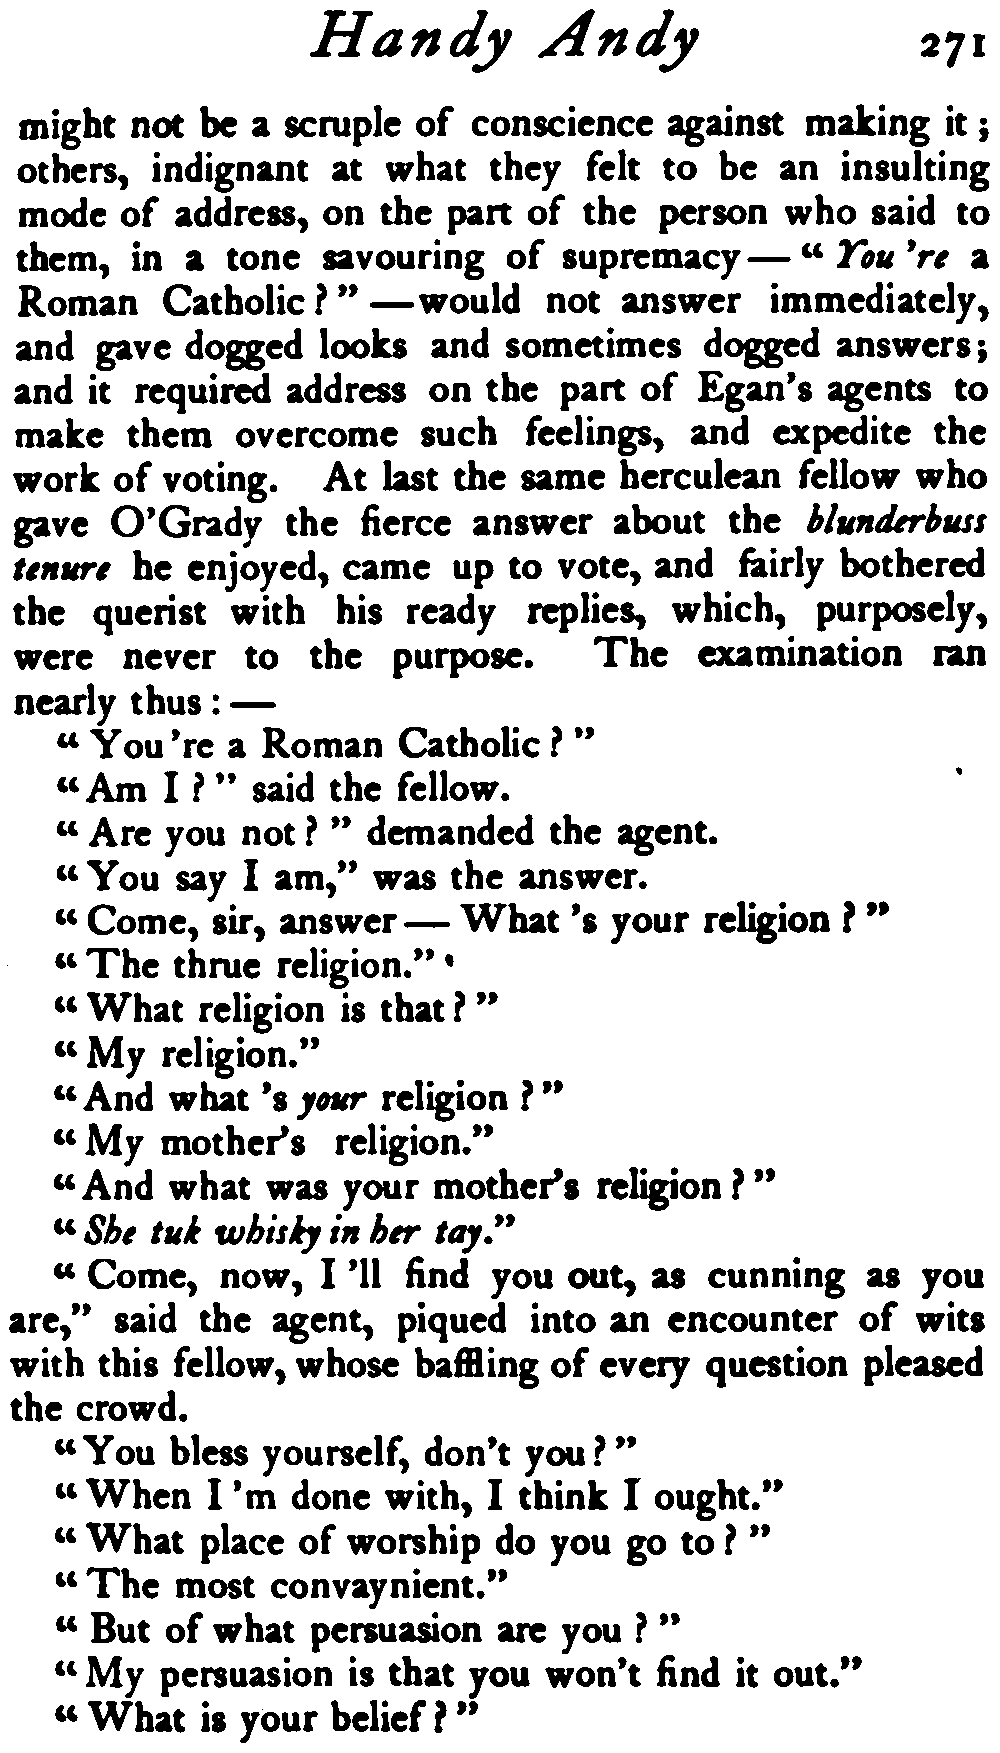 Handy Andy 271
might not be a scruple of conscience against making it;
others, indignant at what they felt to be an insulting
mode of address, on the part of the person who said to
them, in a tone savouring of supremacy—"You 're a
Roman Catholic?"—would not answer immediately,
and gave dogged looks and sometimes dogged answers;
and it required address on the part of Egan's agents to
make them overcome such feelings, and expedite the
work of voting. At last the same herculean fellow who
gave O'Grady the fierce answer about the blunderbuss
tenure he enjoyed, came up to vote, and fairly bothered
the querist with his ready replies, which, purposely,
were never to the purpose. The examination ran
nearly thus:—
"You 're a Roman Catholic?"
"Am I?" said the fellow.
"Are you not?" demanded the agent.
"You say I am," was the answer.
"Come, sir, answer—What 's your religion?"
"The thrue religion."
"What religion is that?"
"My religion."
"And what 's your religion?"
"My mother's religion."
"And what was your mother's religion?"
"She tuk whisky in her tay."
"Come, now, I 'll find you out, as cunning as you
are," said the agent, piqued into an encounter of wits
with this fellow, whose baffling of every question pleased
the crowd.
"You bless yourself, don't you?"
"When I 'm done with, I think I ought."
"What place of worship do you go to?"
"The most convaynient."
"But of what persuasion are you?"
"My persuasion is that you won't find it out."
"What is your belief?"